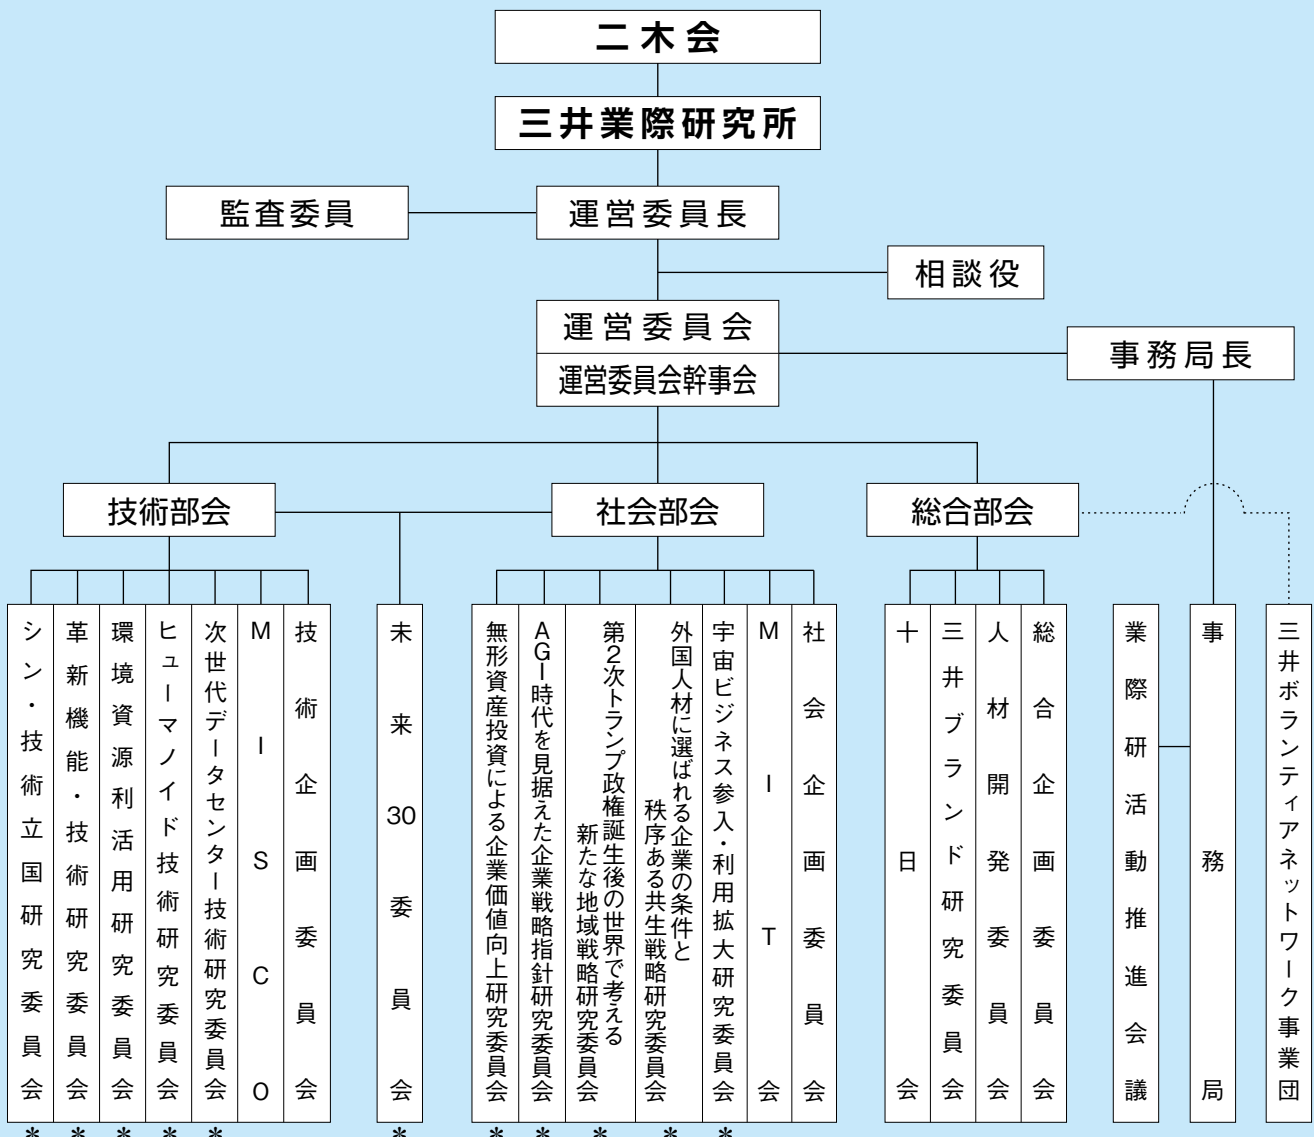 二木会
三井業際研究所
監査委員
運営委員長
相談役
運営委員会
運営委員会幹事会
事務局長
技術部会
社会部会
総合部会
シン・技術立国研究委員会
革新機能・技術研究委員会
環境資源利活用研究委員会
ヒューマノイド技術研究委員会
次世代データセンター技術研究委員会
MISCO
技術企画委員会
未来30委員会
無形資産投資による企業価値向上研究委員会
AGI時代を見据えた企業戦略指針研究委員会
第2次トランプ政権誕生後の世界で考える
新たな地域戦略研究委員会
外国人材に選ばれる企業の条件と
秩序ある共生戦略研究委員会
宇宙ビジネス参入・利用拡大研究委員会
MIT会
社会企画委員会
十日会
三井ブランド研究委員会
人材開発委員会
総合企画委員会
業際研活動推進会議
事務局
三井ボランティアネットワーク事業団
* * * * * * * * * * *